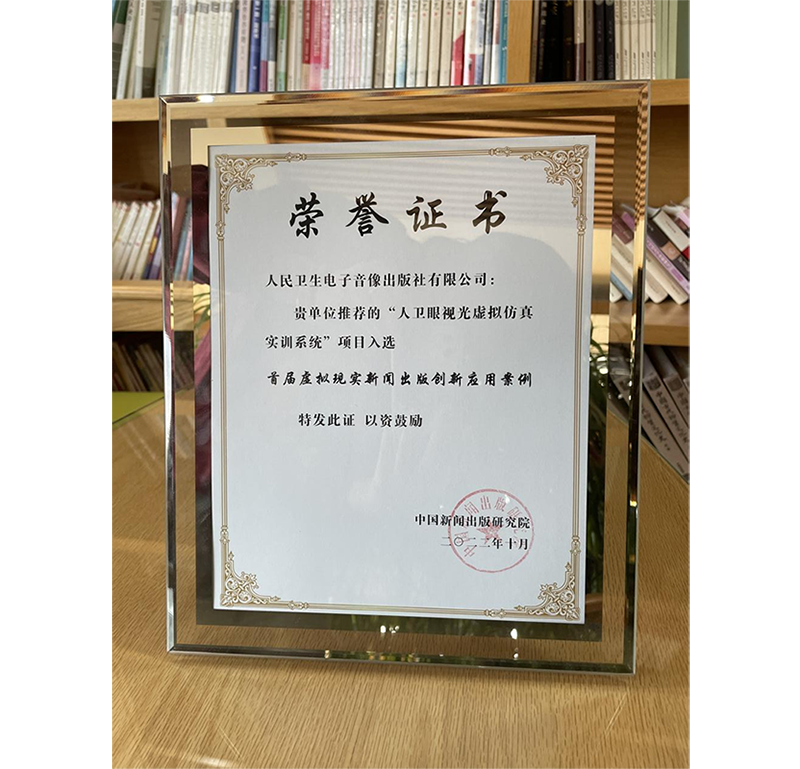 荣誉证书
人民卫生电子音像出版社有限公司：
贵单位推荐的“人卫眼视光虚拟仿真
实训系统”项目入选
首届虚拟现实新闻出版创新应用案例
特发此证 以资鼓励
中国新闻出版研究院
二〇二二年十月